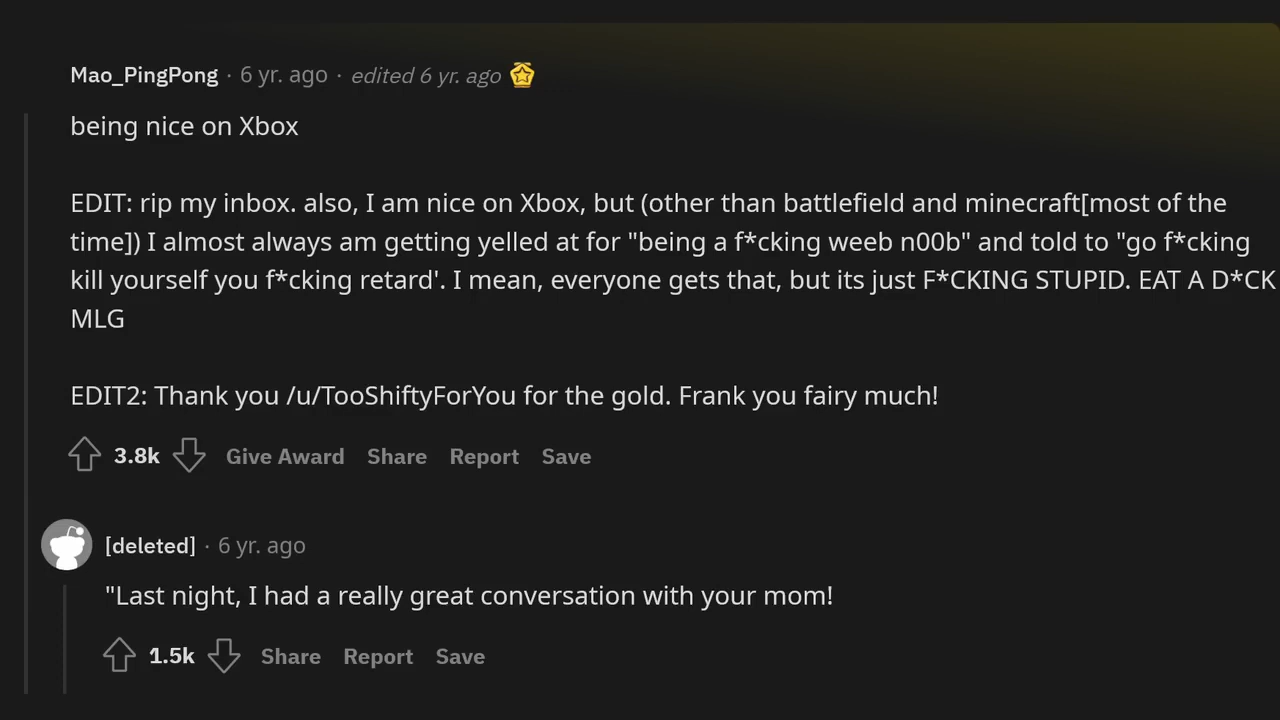 Mao_PingPong · 6 yr. ago · edited 6 yr. ago
being nice on Xbox
EDIT: rip my inbox. also, I am nice on Xbox, but (other than battlefield and minecraft[most of the
time]) I almost always am getting yelled at for "being a f*cking weeb n00b" and told to "go f*cking
kill yourself you f*cking retard'. I mean, everyone gets that, but its just F*CKING STUPID. EAT A D*CK
MLG
EDIT2: Thank you /u/TooShiftyForYou for the gold. Frank you fairy much!
3.8k Give Award Share Report Save
[deleted] · 6 yr. ago
"Last night, I had a really great conversation with your mom!
1.5k Share Report Save